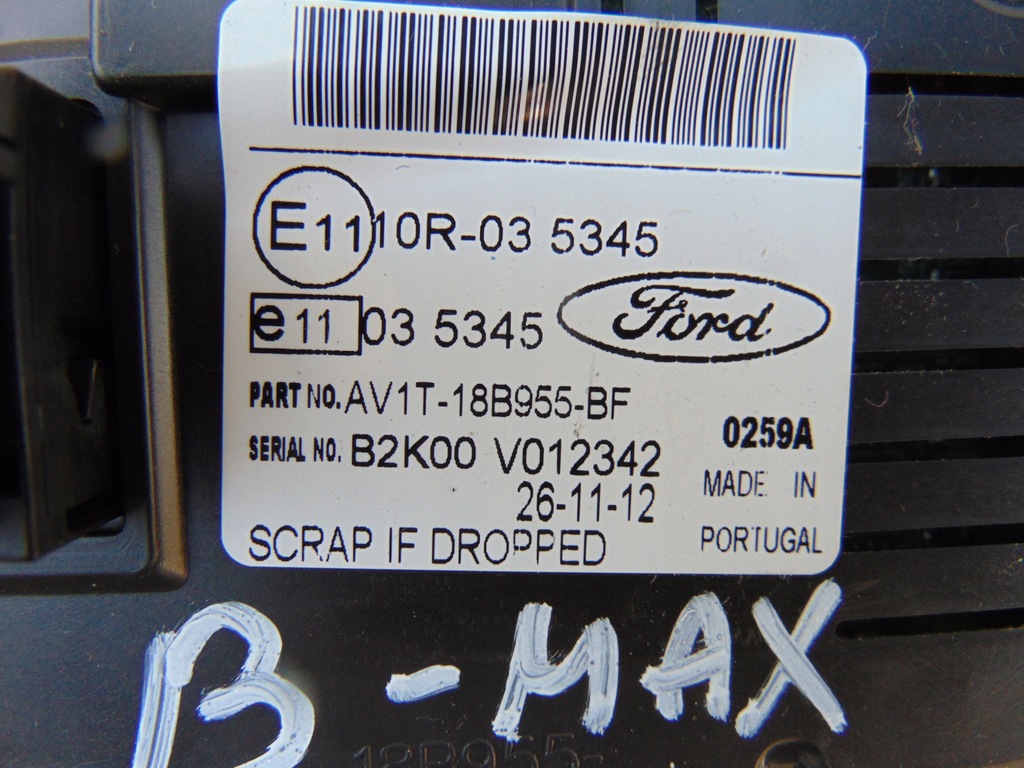 E11 10R-03 5345
e11 03 5345 Ford
PART NO. AV1T-18B955-BF
0259A
SERIAL NO. B2K00 V012342
26-11-12
MADE IN
PORTUGAL
SCRAP IF DROPPED
B-MAX
18B955-